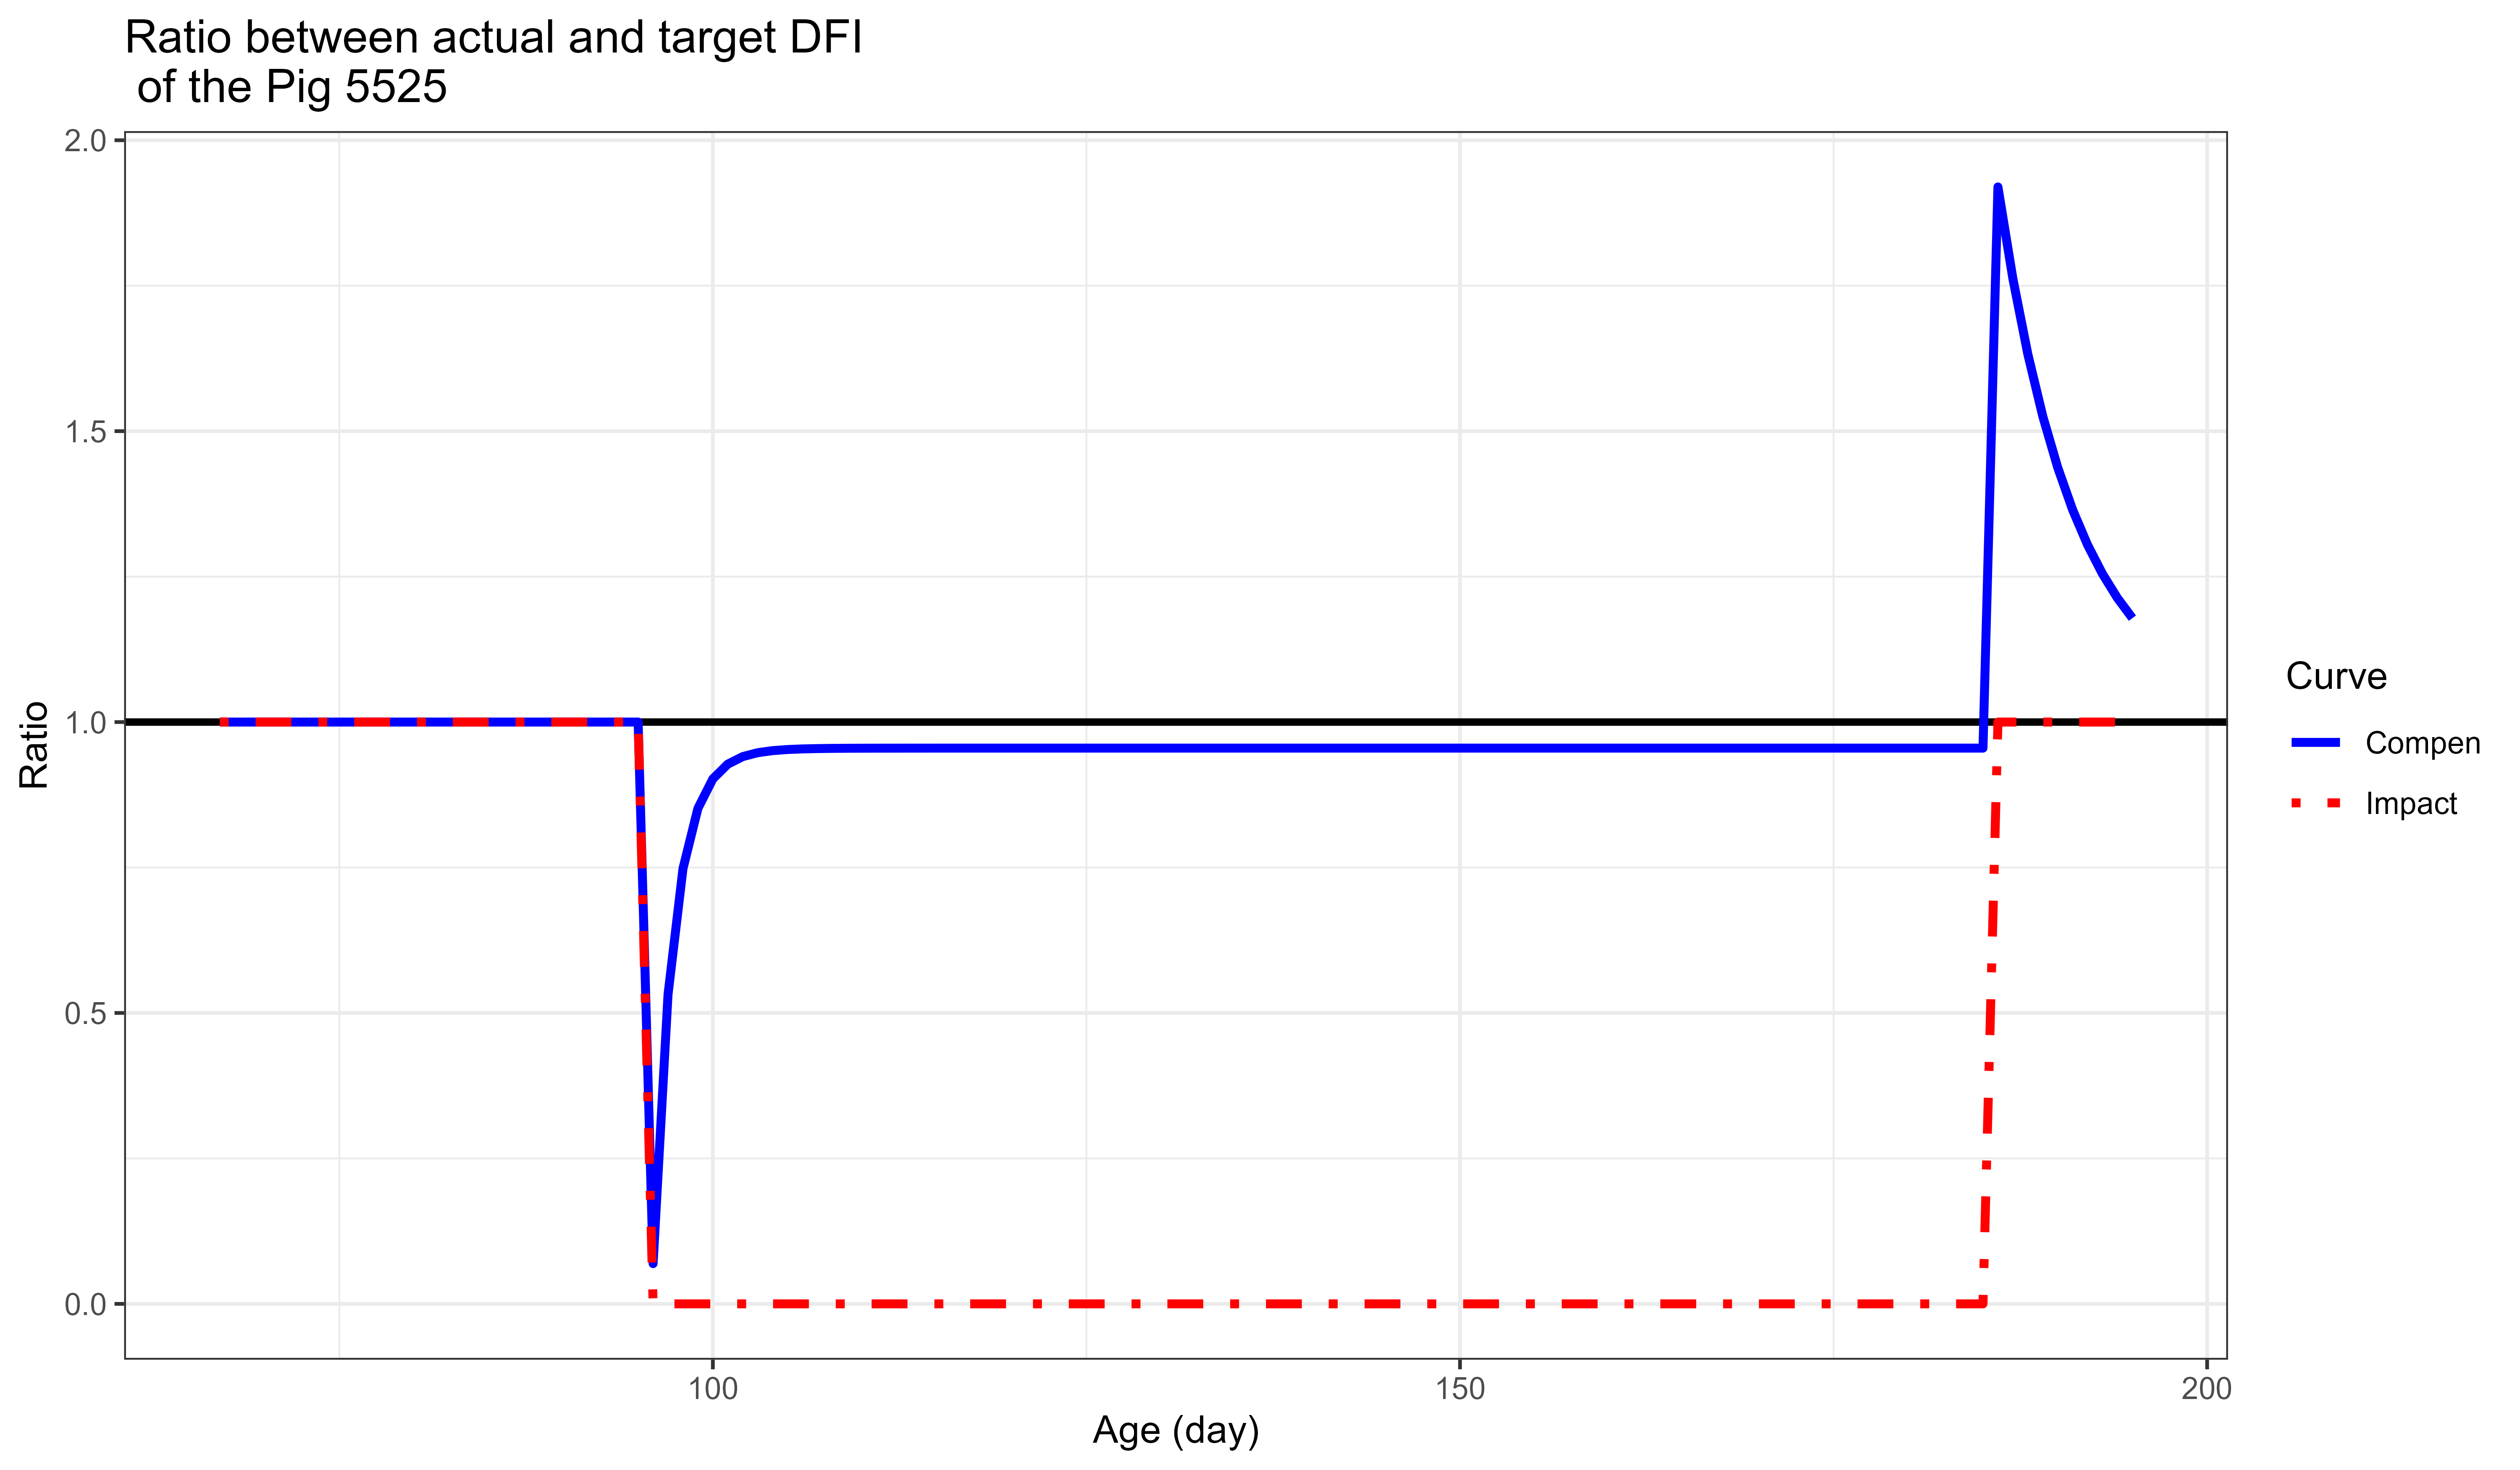 Ratio between actual and target DFI
of the Pig 5525
2.0
1.5
1.0
0.5
0.0
Ratio
100
150
200
Age (day)
Curve
Compen
Impact